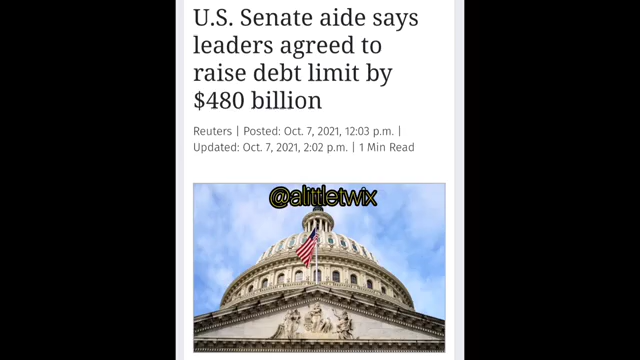 U.S. Senate aide says
leaders agreed to
raise debt limit by
$480 billion
Reuters | Posted: Oct. 7, 2021, 12:03 p.m. |
Updated: Oct. 7, 2021, 2:02 p.m. | 1 Min Read
@alittletwix